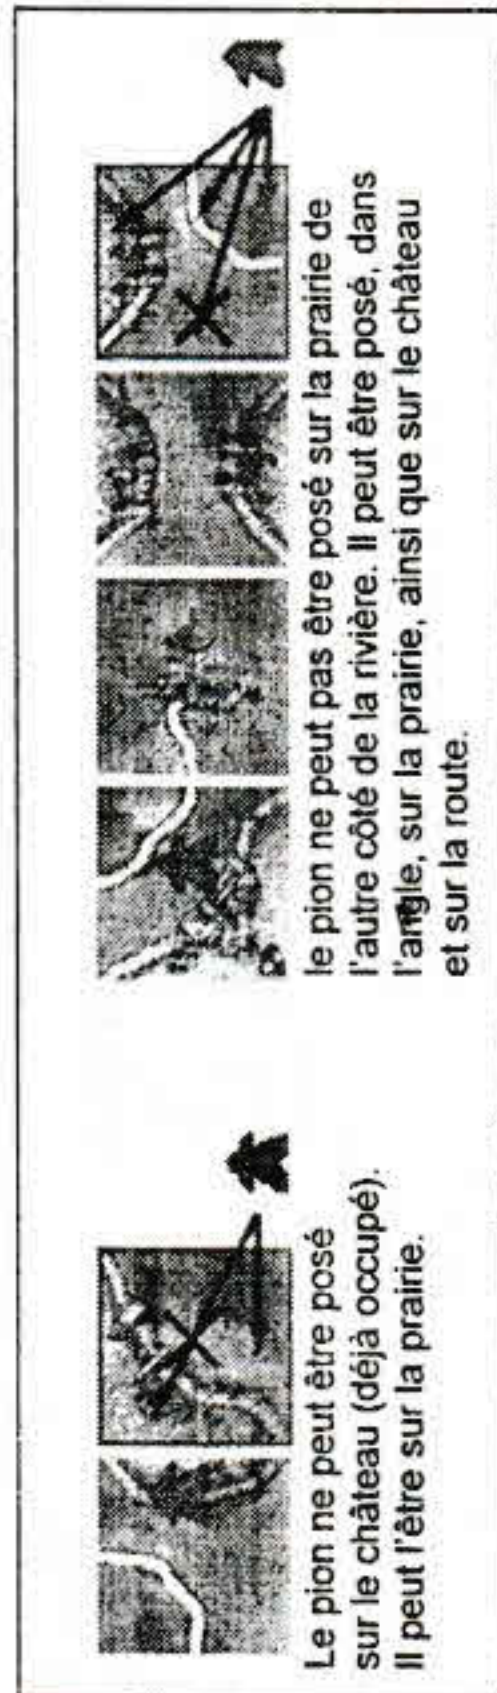 Le pion ne peut être posé
sur le château (déjà occupé).
Il peut l'être sur la prairie.
le pion ne peut pas être posé sur la prairie de
l'autre côté de la rivière. Il peut être posé, dans
l'angle, sur la prairie, ainsi que sur le château
et sur la route.